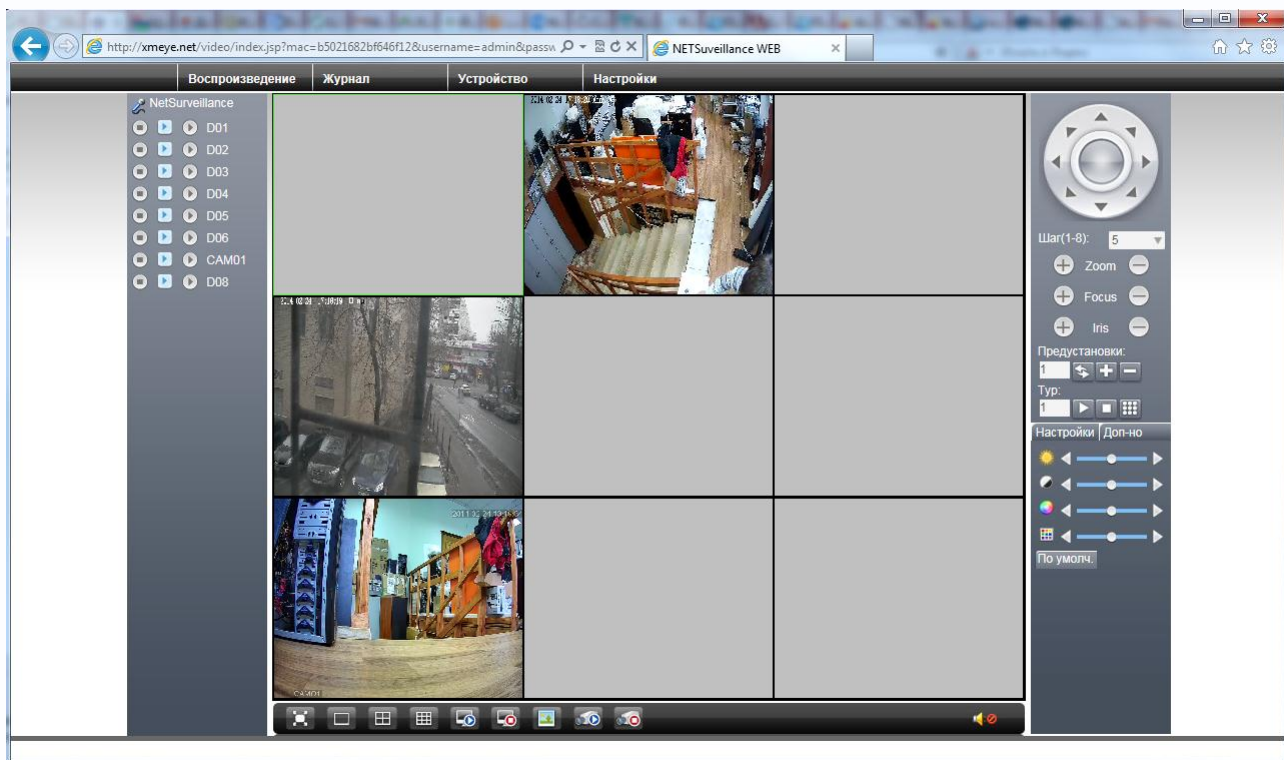 http://xmeye.net/video/index.jsp?mac=b5021682bf646f12&username=admin&passw
NETSuveillance WEB
Воспроизведение
Журнал
Устройство
Настройки
NetSurveillance
D01
D02
D03
D04
D05
D06
CAM01
D08
CAM01
Шаг(1-8): 5
Zoom
Focus
Iris
Предустановки:
1
Тур:
1
Настройки Доп-но
По умолч.